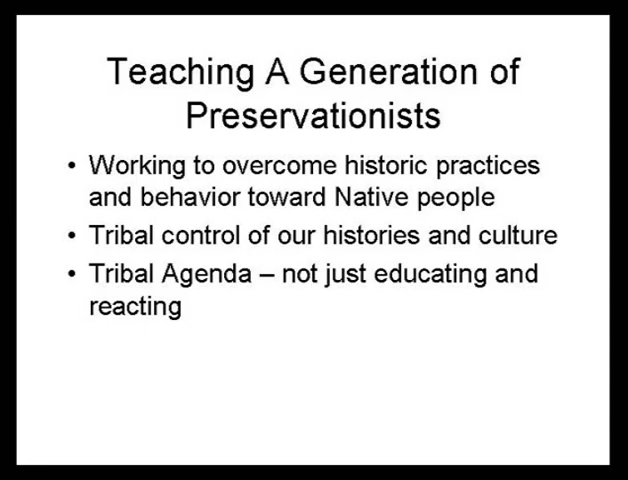 Teaching A Generation of
Preservationists
• Working to overcome historic practices
and behavior toward Native people
• Tribal control of our histories and culture
• Tribal Agenda – not just educating and
reacting